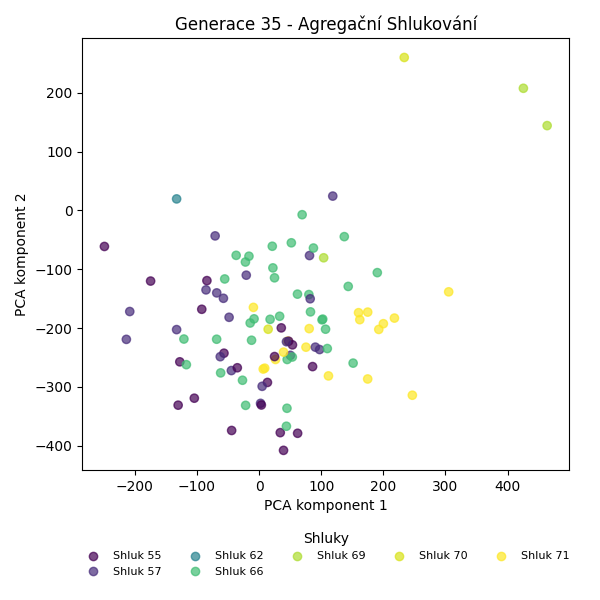 Generace 35 - Agregační Shlukování
PCA komponent 2
200
100
0
−100
−200
−300
−400
−200
−100
0
100
200
300
400
PCA komponent 1
Shluky
Shluk 55
Shluk 62
Shluk 69
Shluk 70
Shluk 71
Shluk 57
Shluk 66